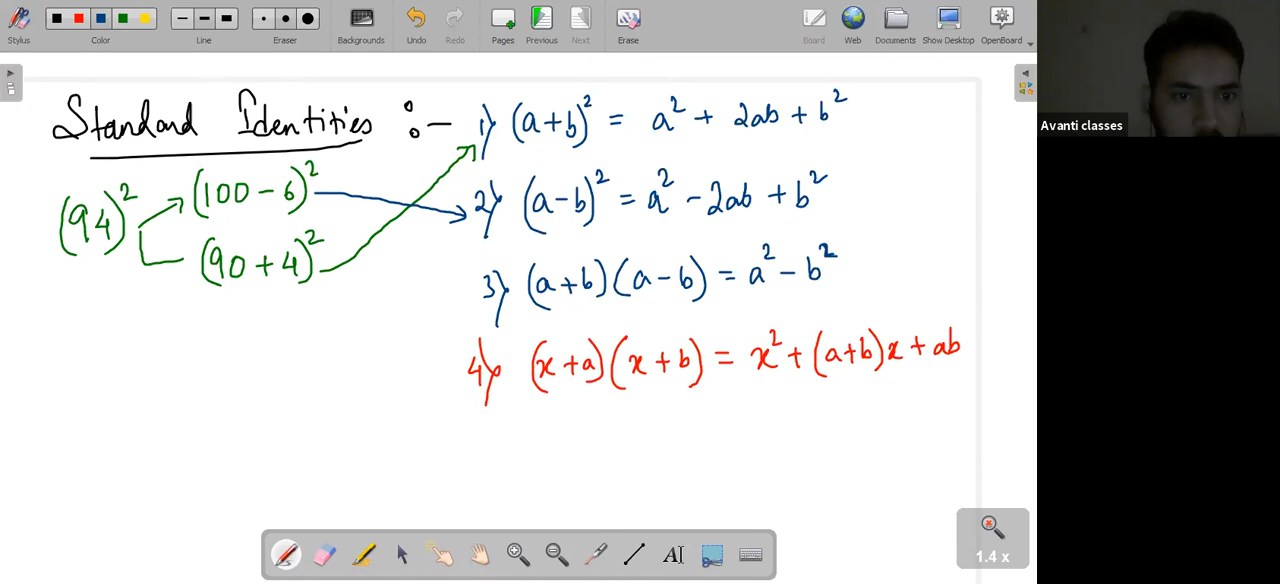 Stylus Color Line Eraser Backgrounds Undo Redo Pages Previous Next Erase Board Web Documents Show Desktop OpenBoard
Standard Identities :-
1) (a+b)² = a² + 2ab + b²
(94)² (100-6)²
2) (a-b)² = a² - 2ab + b²
(90+4)²
3) (a+b)(a-b) = a² - b²
4) (x+a)(x+b) = x² + (a+b)x + ab
Avanti classes
1.4 x